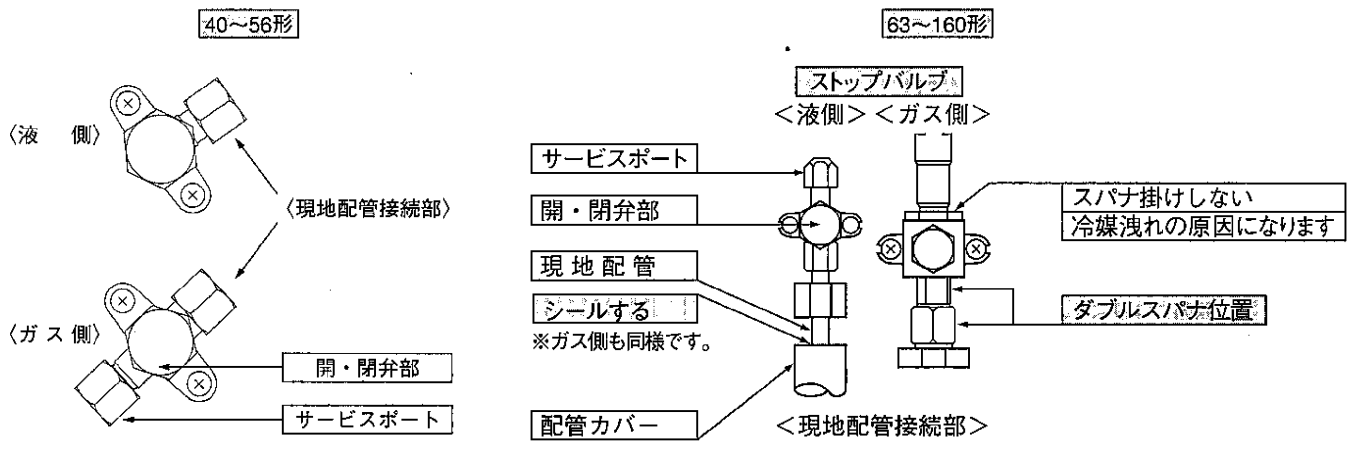 40〜56形
〈液　側〉
〈現地配管接続部〉
〈ガス側〉
開・閉弁部
サービスポート
63〜160形
ストップバルブ
＜液側＞＜ガス側＞
サービスポート
開・閉弁部
現地配管
シールする
※ガス側も同様です。
配管カバー
＜現地配管接続部＞
スパナ掛けしない
冷媒洩れの原因になります
ダブルスパナ位置